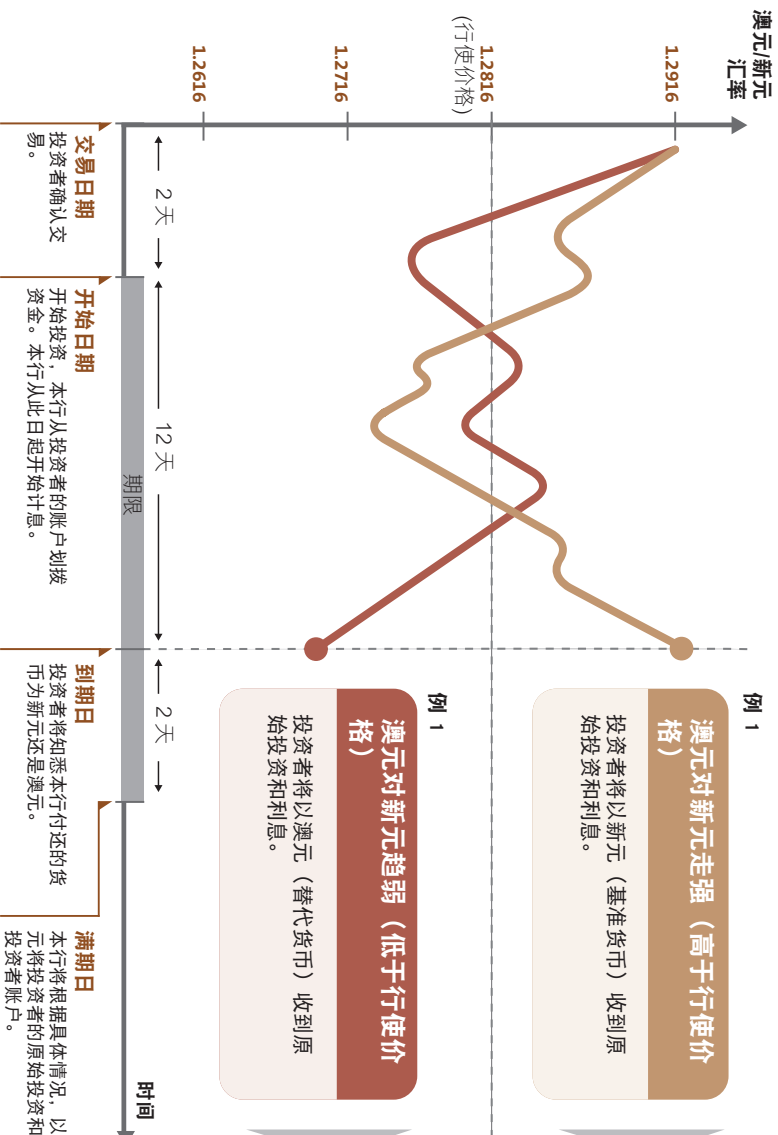 澳元/新元
汇率
1.2916
1.2816
(行使价格)
1.2716
1.2616
例 1
澳元对新元走强（高于行使价
格）
投资者将以新元（基准货币）收到原
始投资和利息。
例 1
澳元对新元趋弱（低于行使价
格）
投资者将以澳元（替代货币）收到原
始投资和利息。
2 天
12 天
2 天
期限
时间
交易日期
投资者确认交
易。
开始日期
开始投资，本行从投资者的账户划拨
资金。本行从此日起开始计息。
到期日
投资者将知悉本行付还的货
币为新元还是澳元。
满期日
本行将根据具体情况，以
元将投资者的原始投资和
投资者账户。